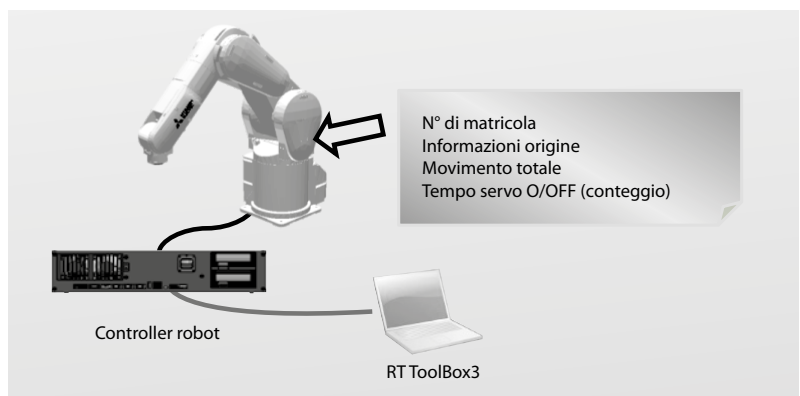 N° di matricola
Informazioni origine
Movimento totale
Tempo servo O/OFF (conteggio)
Controller robot
RT ToolBox3